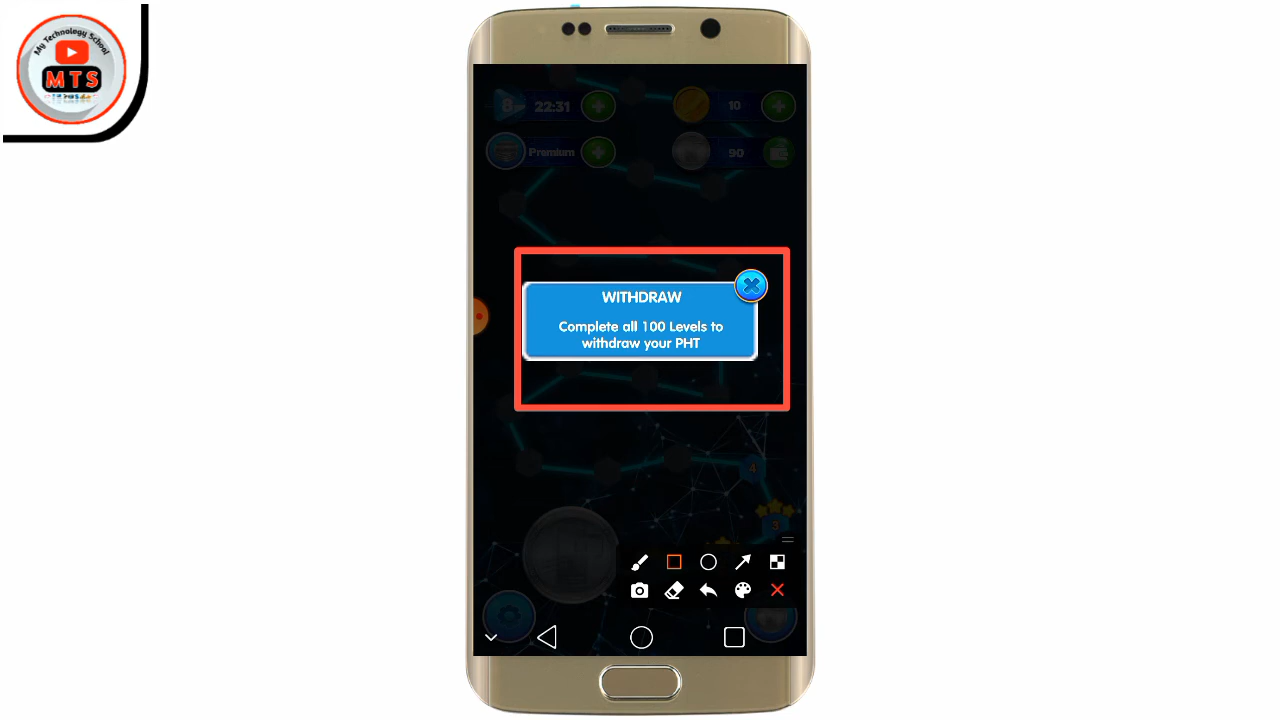 My Technology School
MTS
8
22:31
10
Premium
90
WITHDRAW
Complete all 100 Levels to
withdraw your PHT
4
3